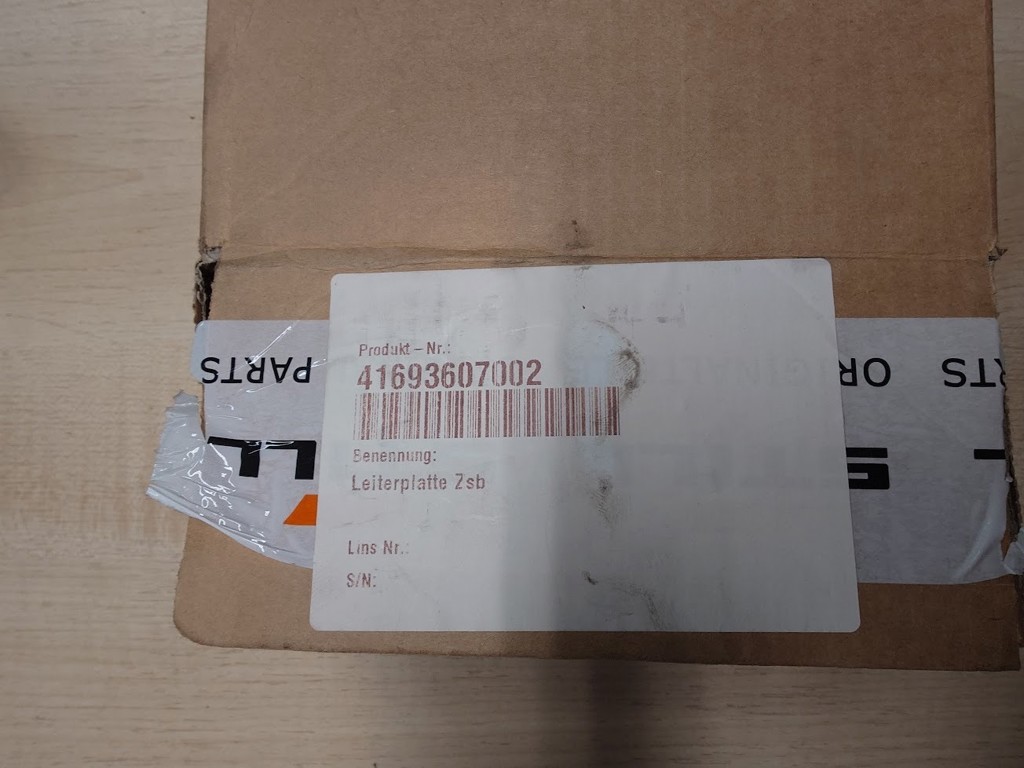 Produkt - Nr.:
41693607002
Benennung:
Leiterplatte Zsb
Lins Nr.:
S/N:
PARTS
ORIGINAL PARTS